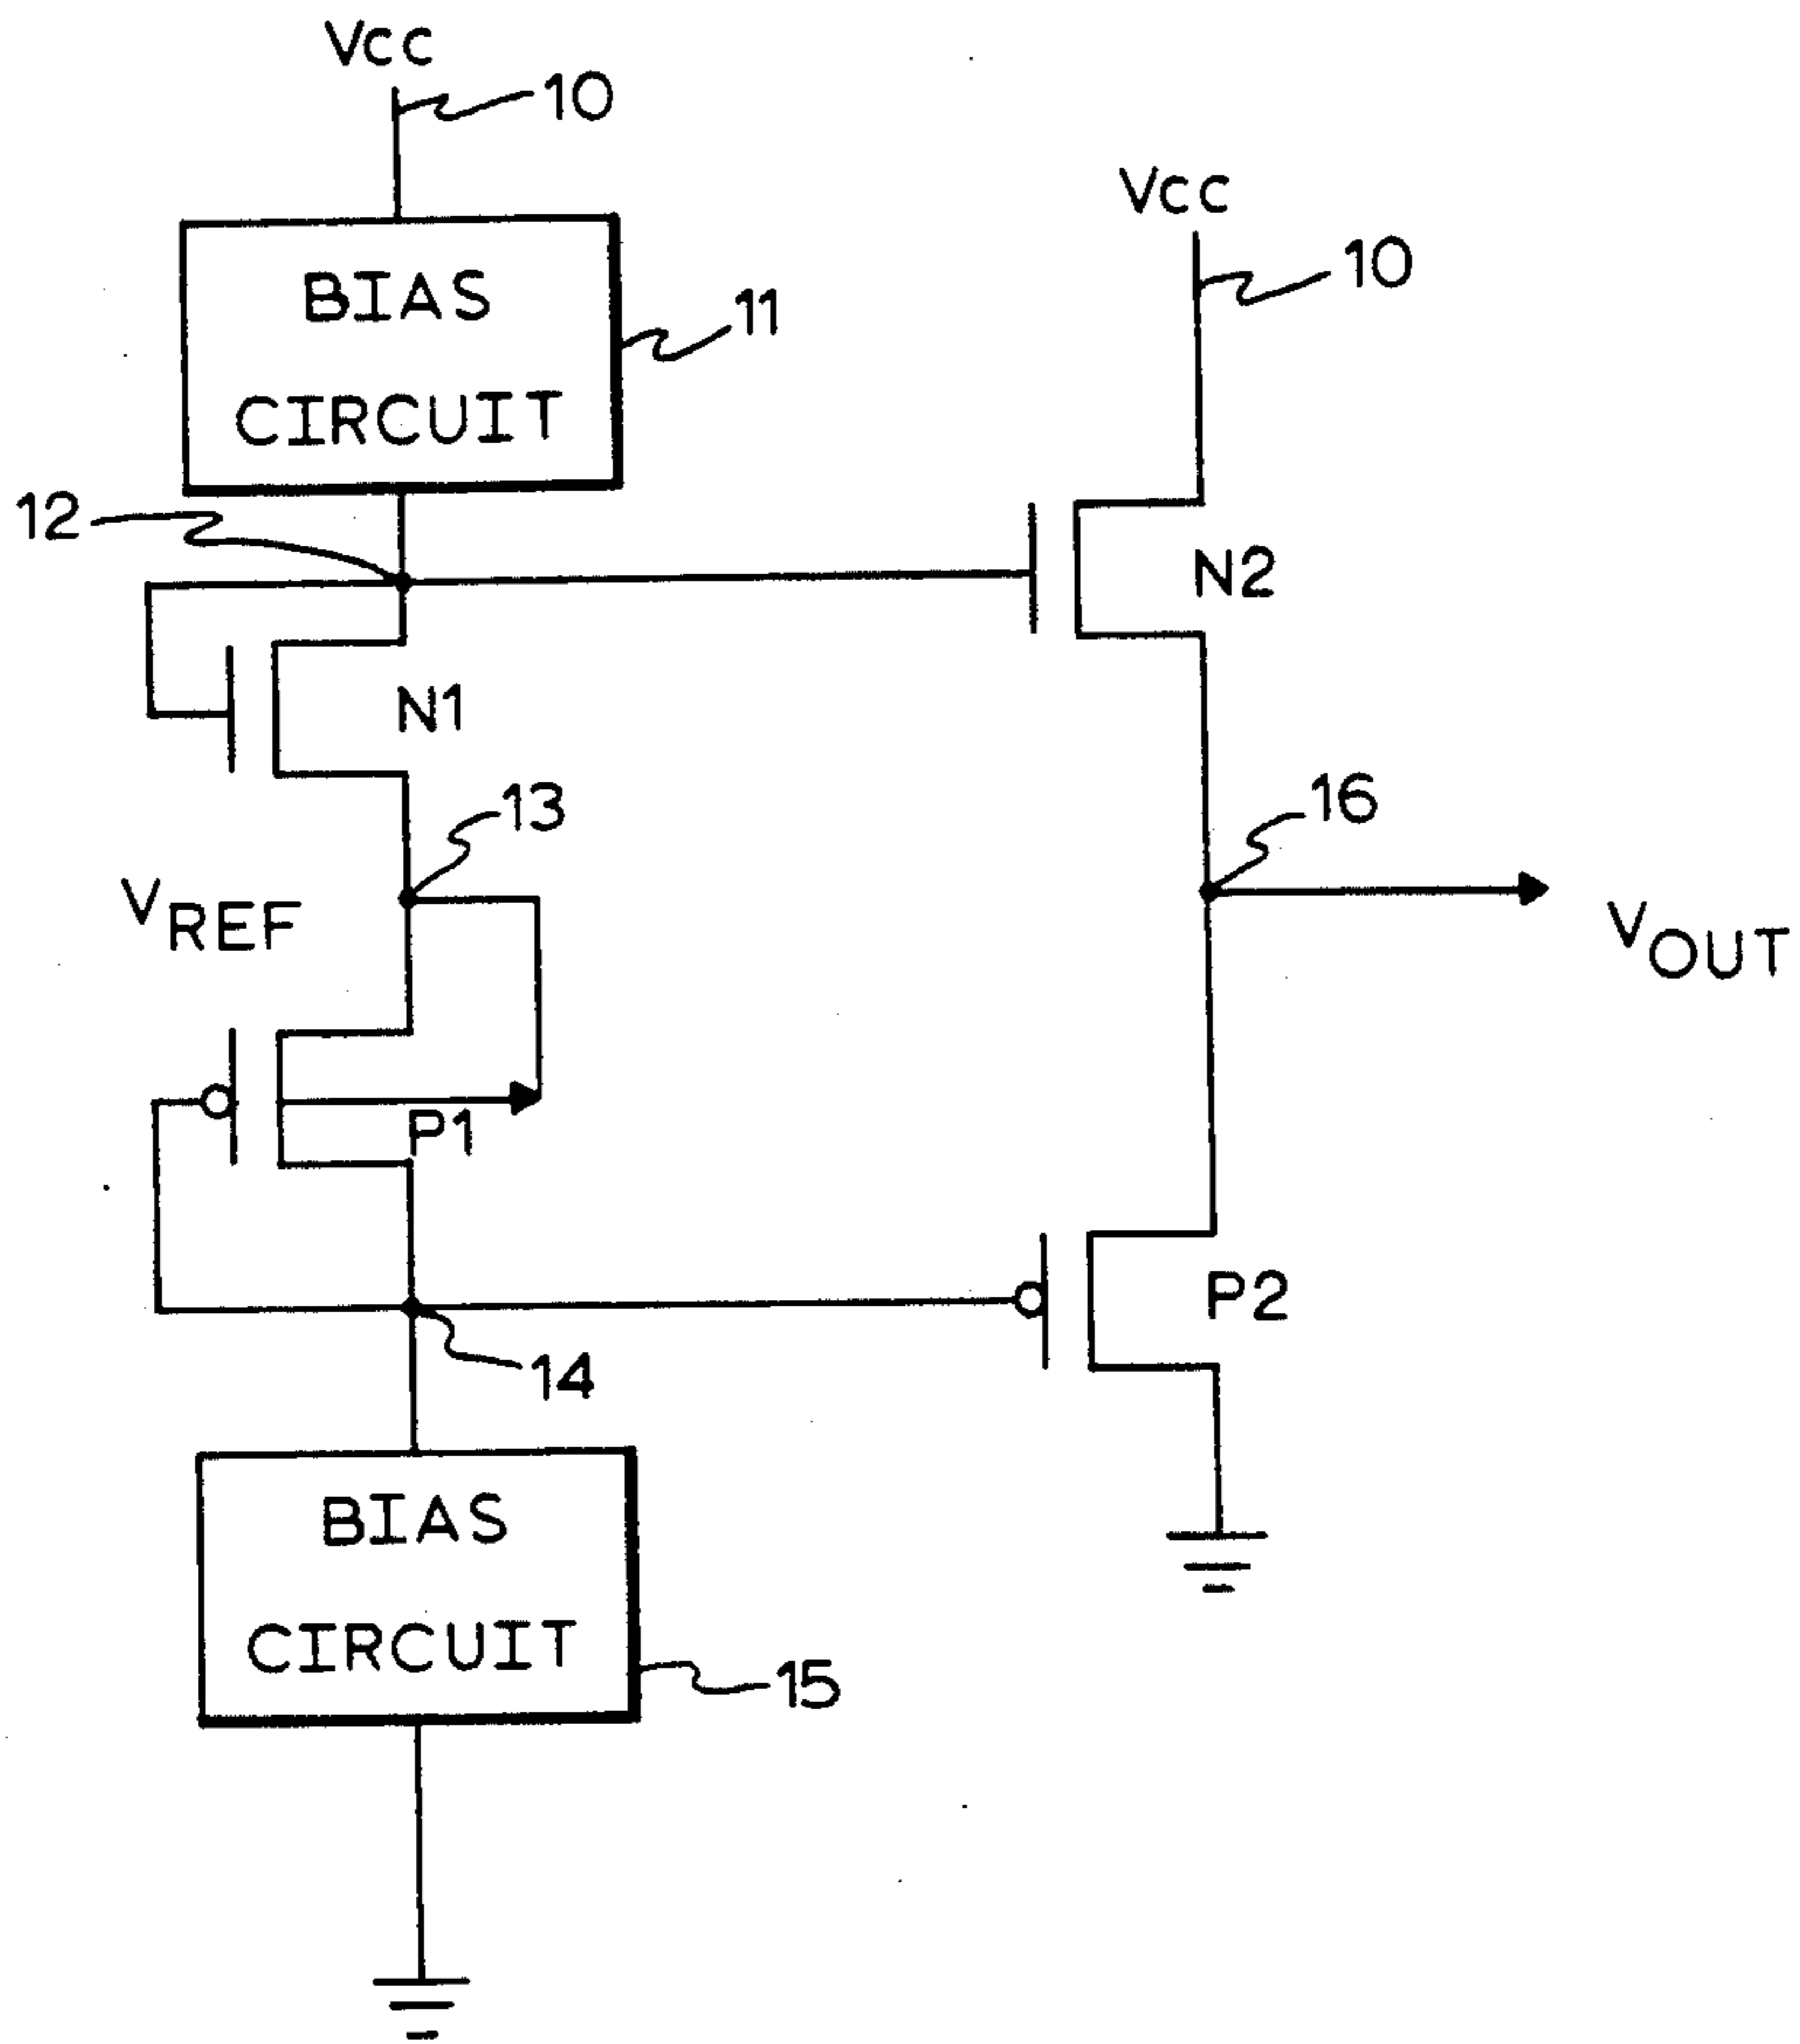 Vcc
10
Vcc
10
BIAS
CIRCUIT
11
12
N2
N1
13
16
VREF
VOUT
P1
P2
14
BIAS
CIRCUIT
15